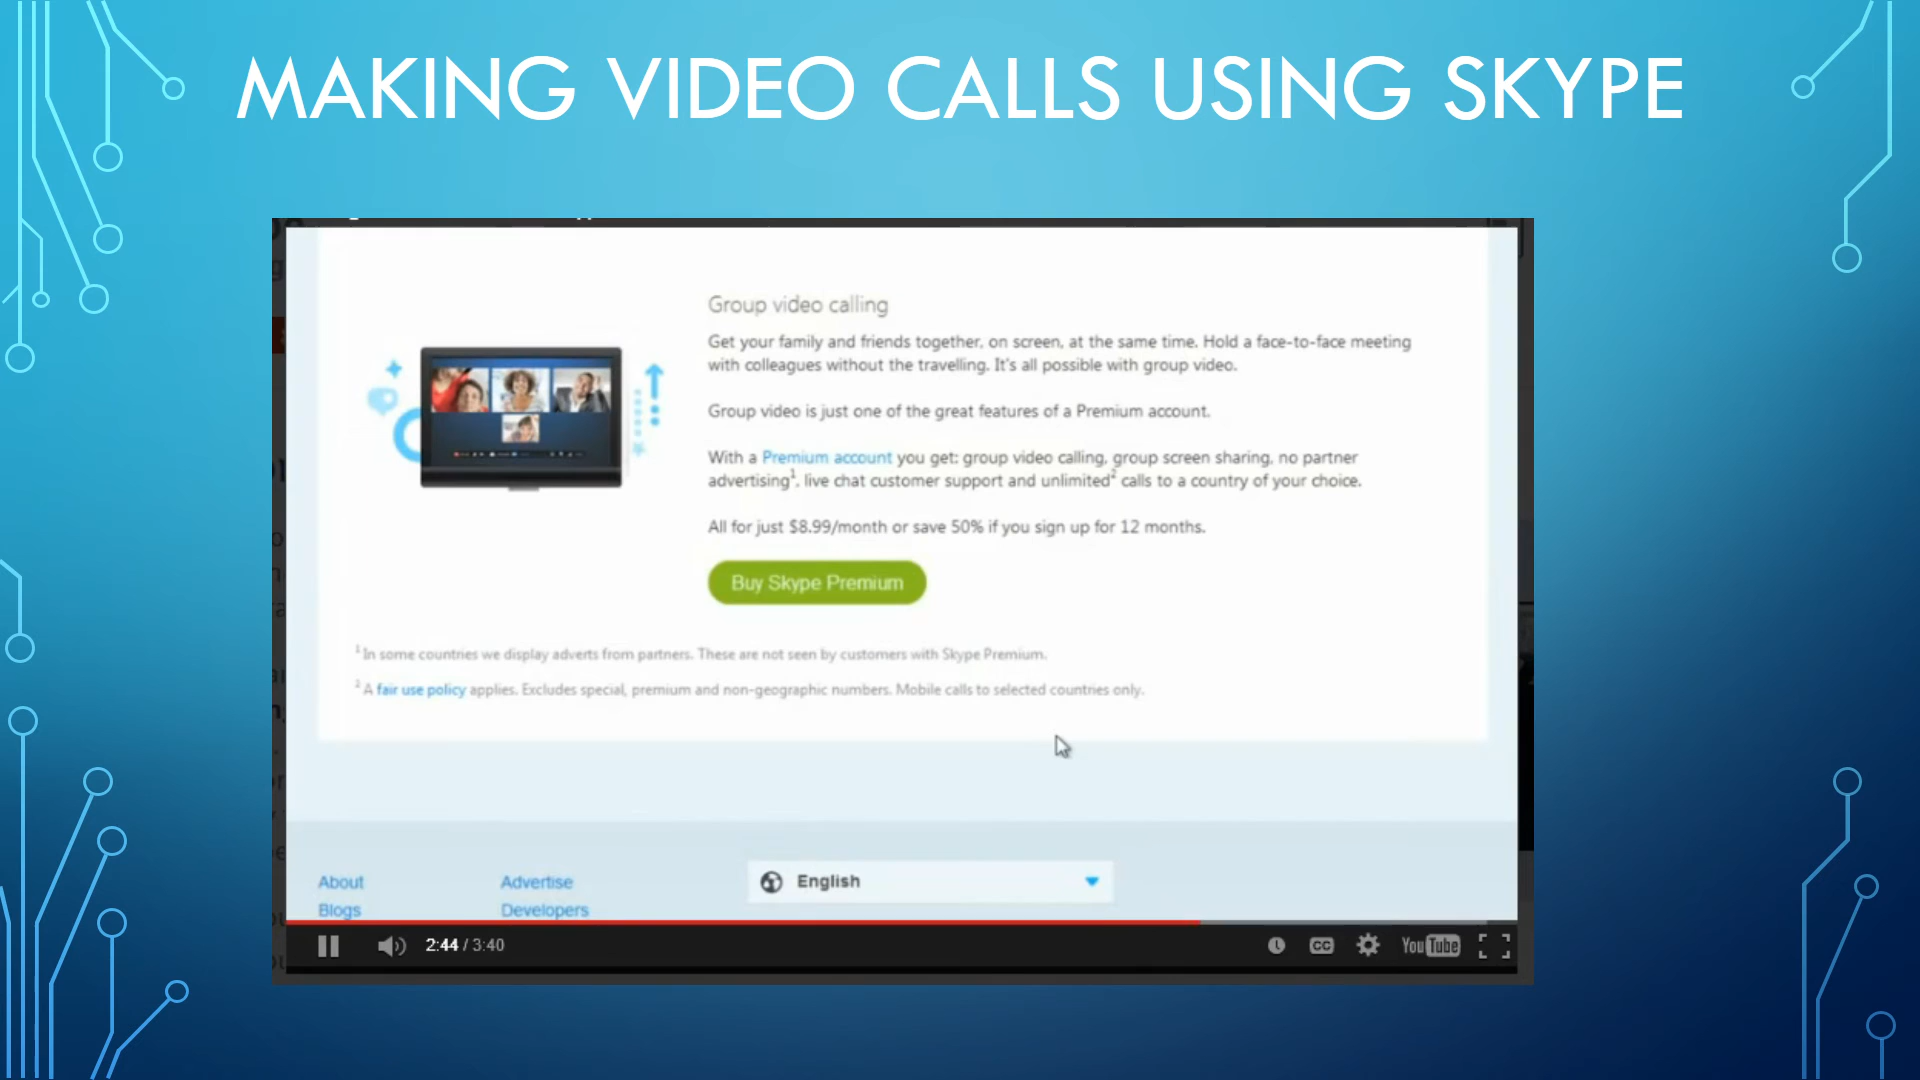 MAKING VIDEO CALLS USING SKYPE
Group video calling
Get your family and friends together, on screen, at the same time. Hold a face-to-face meeting
with colleagues without the travelling. It's all possible with group video.
Group video is just one of the great features of a Premium account.
With a Premium account you get: group video calling, group screen sharing, no partner
advertising¹, live chat customer support and unlimited² calls to a country of your choice.
All for just $8.99/month or save 50% if you sign up for 12 months.
Buy Skype Premium
¹ In some countries we display adverts from partners. These are not seen by customers with Skype Premium.
² A fair use policy applies. Excludes special, premium and non-geographic numbers. Mobile calls to selected countries only.
About Advertise English
Blogs Developers
2:44 / 3:40 CC YouTube